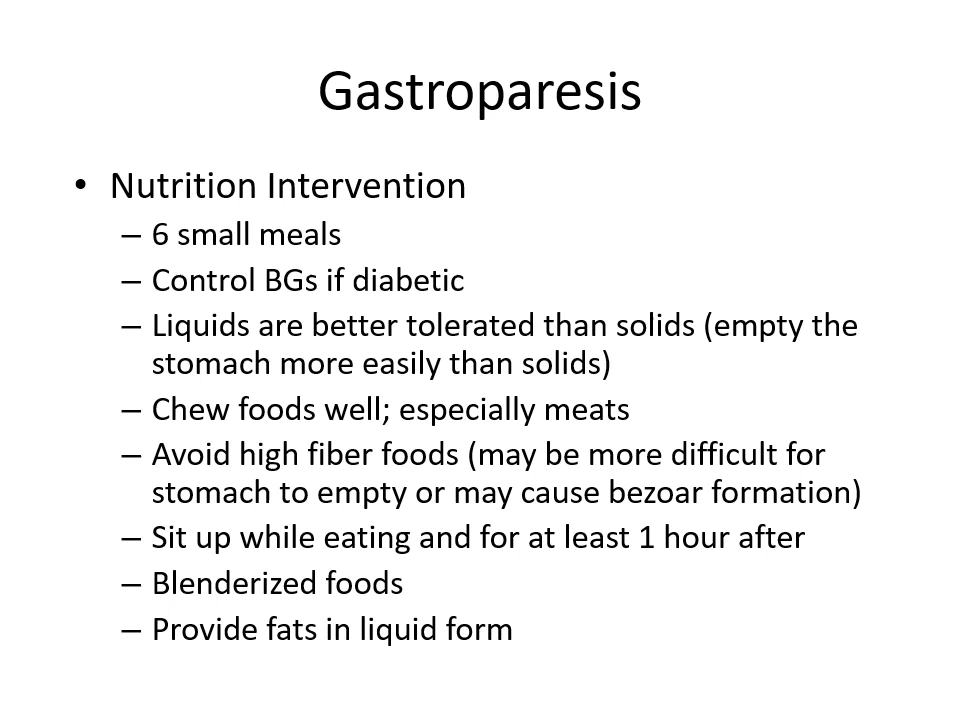 Gastroparesis
• Nutrition Intervention
– 6 small meals
– Control BGs if diabetic
– Liquids are better tolerated than solids (empty the
stomach more easily than solids)
– Chew foods well; especially meats
– Avoid high fiber foods (may be more difficult for
stomach to empty or may cause bezoar formation)
– Sit up while eating and for at least 1 hour after
– Blenderized foods
– Provide fats in liquid form